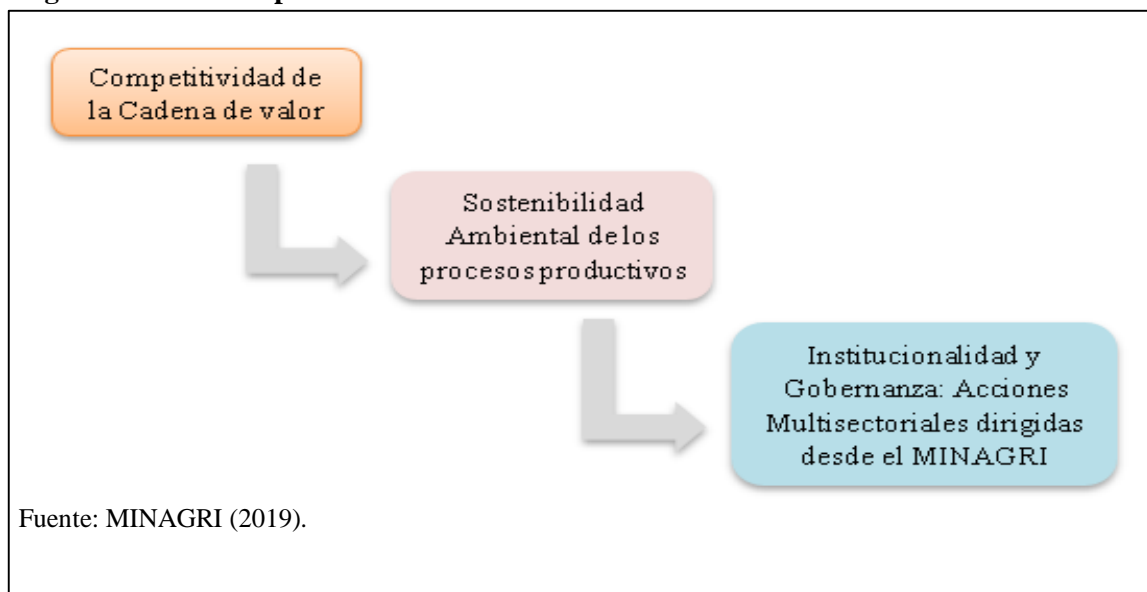 Competitividad de
la Cadena de valor
Sostenibilidad
Ambiental de los
procesos productivos
Institucionalidad y
Gobernanza: Acciones
Multisectoriales dirigidas
desde el MINAGRI
Fuente: MINAGRI (2019).